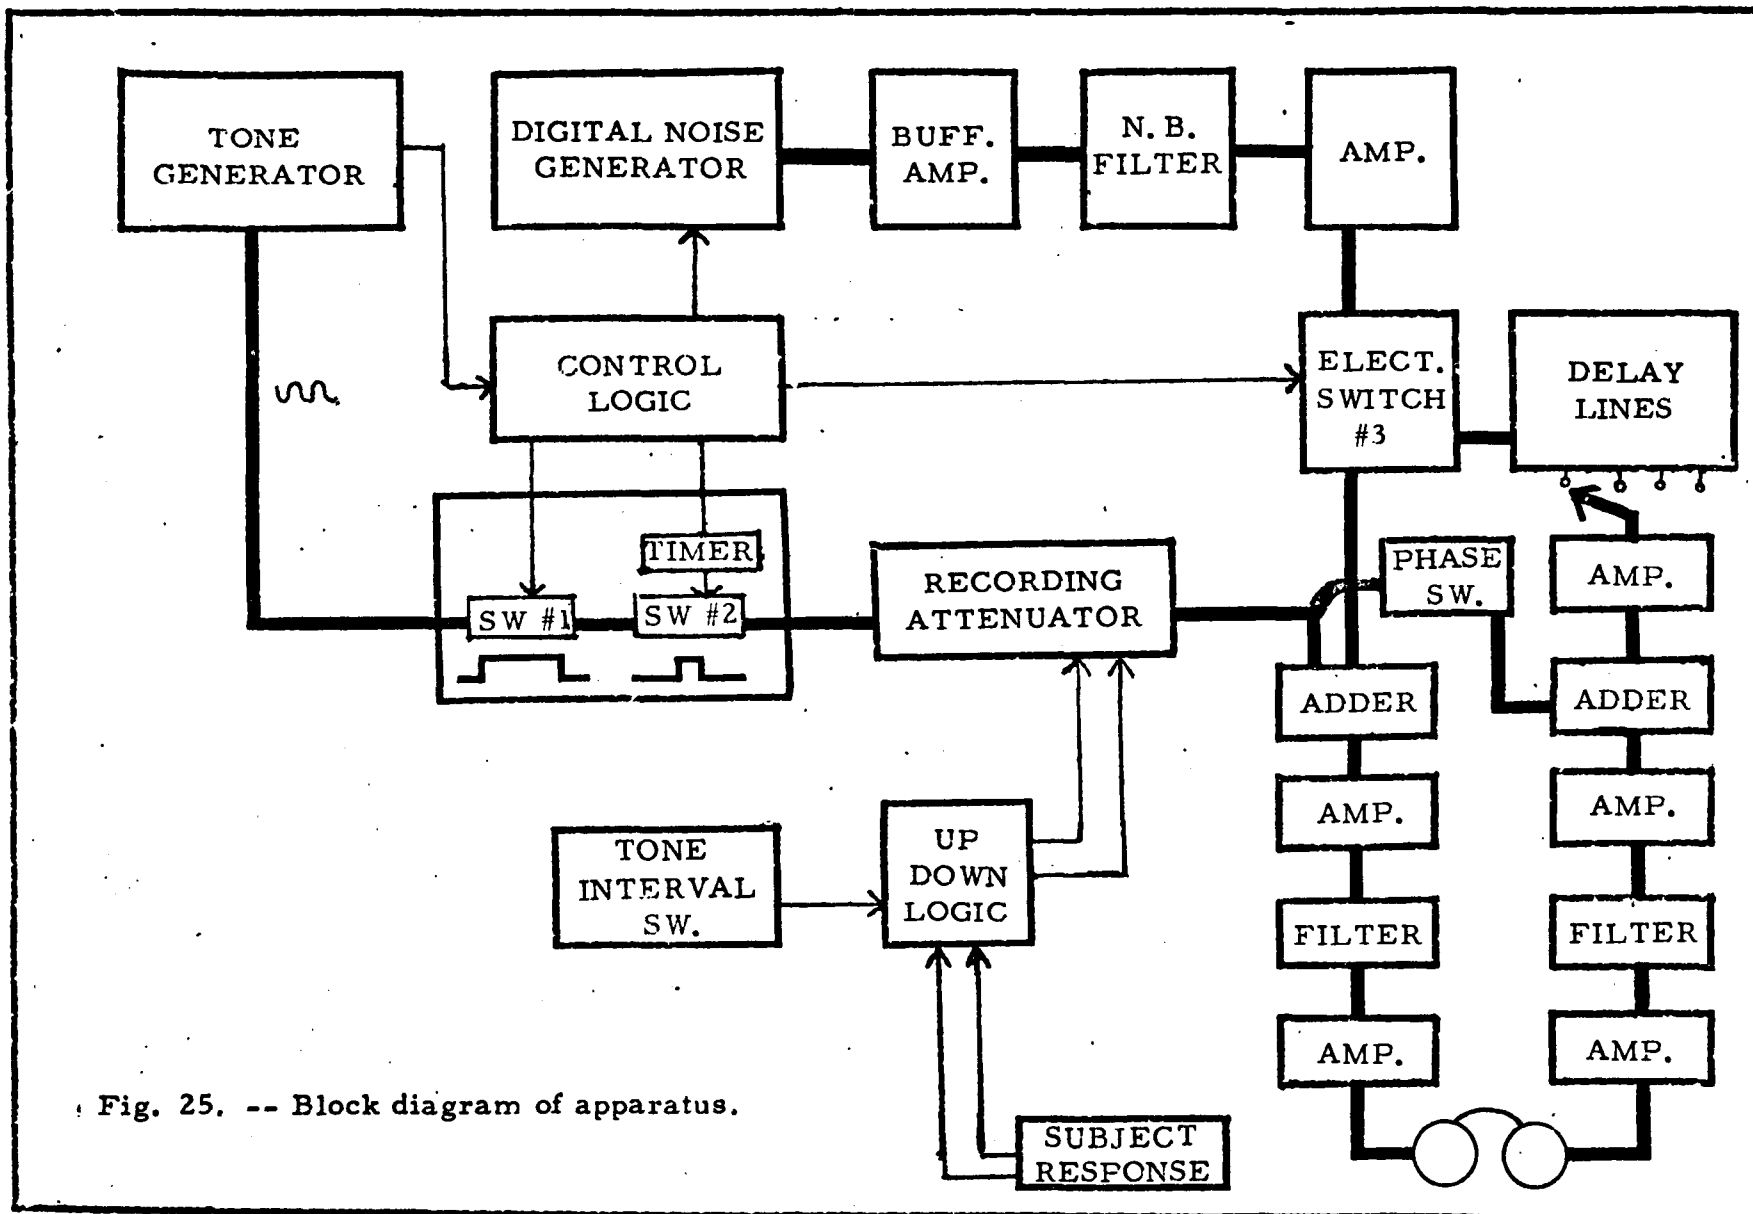 TONE
GENERATOR
DIGITAL NOISE
GENERATOR
BUFF.
AMP.
N. B.
FILTER
AMP.
CONTROL
LOGIC
ELECT.
SWITCH
#3
DELAY
LINES
TIMER
SW #1
SW #2
RECORDING
ATTENUATOR
PHASE
SW.
AMP.
ADDER
ADDER
AMP.
AMP.
TONE
INTERVAL
SW.
UP
DOWN
LOGIC
FILTER
FILTER
AMP.
AMP.
SUBJECT
RESPONSE
Fig. 25. -- Block diagram of apparatus.